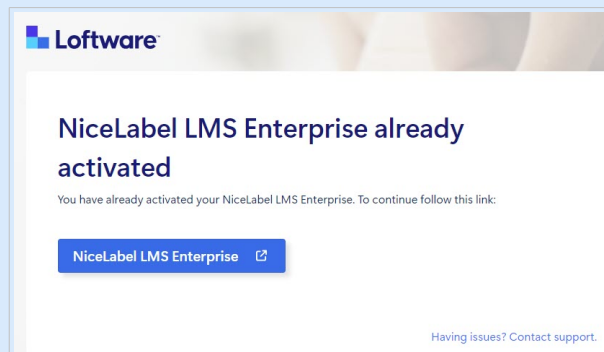 Loftware™
NiceLabel LMS Enterprise already
activated
You have already activated your NiceLabel LMS Enterprise. To continue follow this link:
NiceLabel LMS Enterprise
Having issues? Contact support.